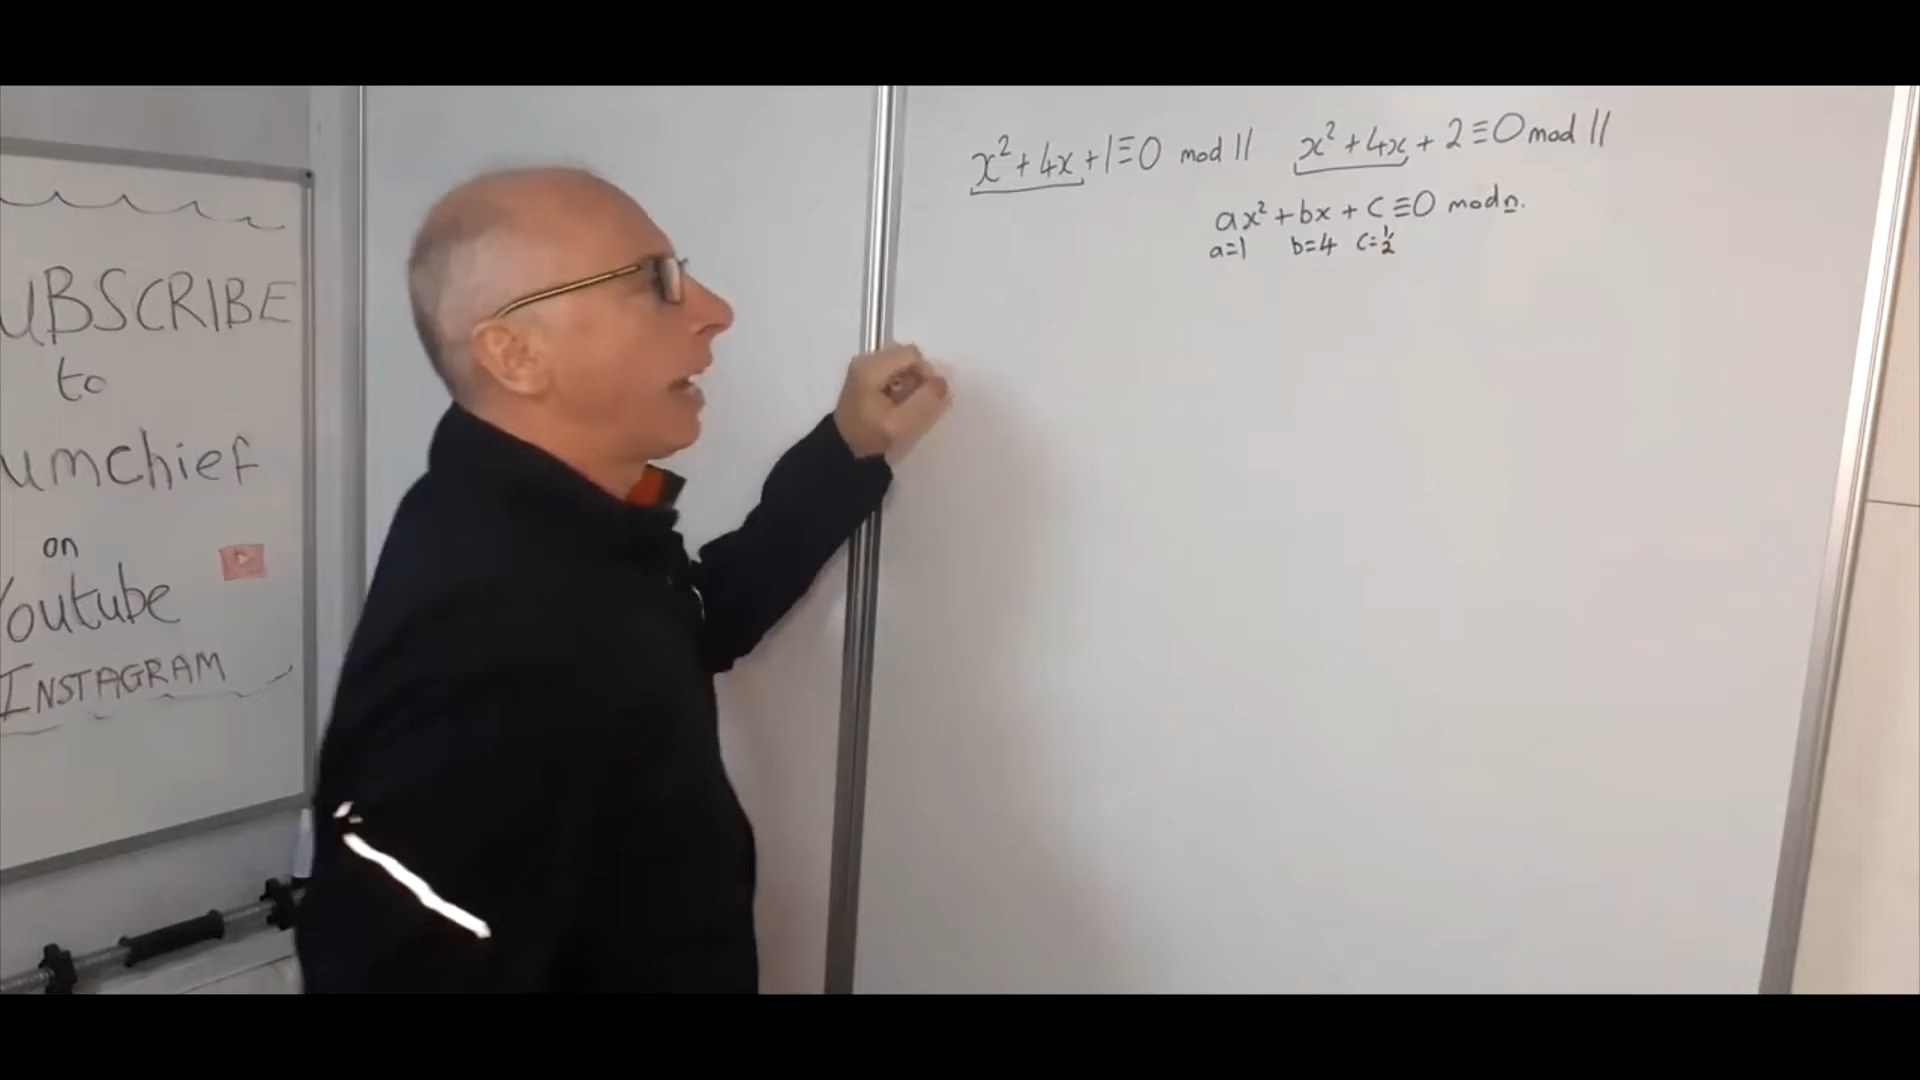 UBSCRIBE
to
umchief
on
Youtube
INSTAGRAM
x² + 4x + 1 ≡ 0 mod 11
x² + 4x + 2 ≡ 0 mod 11
ax² + bx + c ≡ 0 mod n.
a=1 b=4 c=1/2